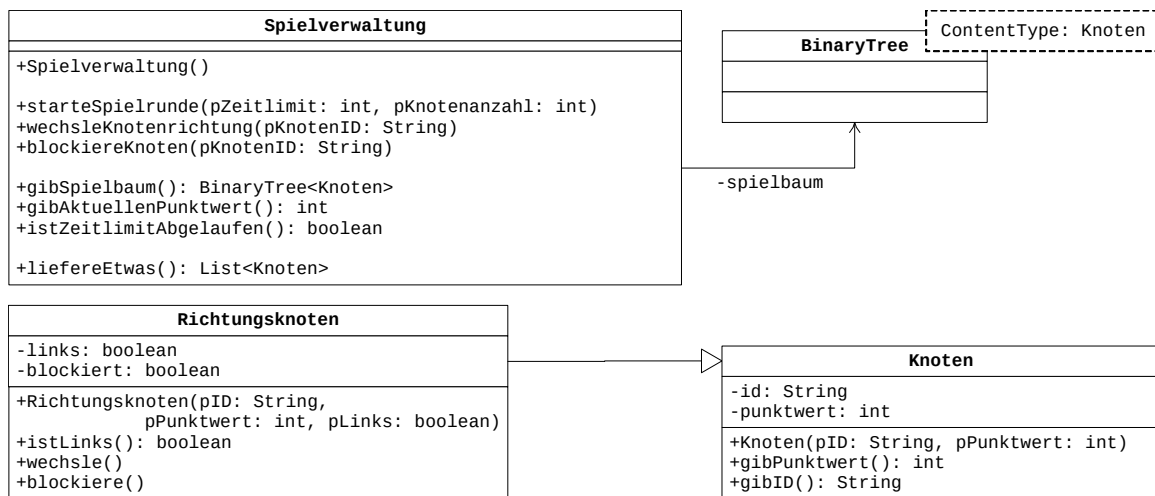 Spielverwaltung
+Spielverwaltung()
+starteSpielrunde(pZeitlimit: int, pKnotenanzahl: int)
+wechsleKnotenrichtung(pKnotenID: String)
+blockiereKnoten(pKnotenID: String)
+gibSpielbaum(): BinaryTree<Knoten>
+gibAktuellenPunktwert(): int
+istZeitlimitAbgelaufen(): boolean
+liefereEtwas(): List<Knoten>
ContentType: Knoten
BinaryTree
-spielbaum
Richtungsknoten
-links: boolean
-blockiert: boolean
+Richtungsknoten(pID: String,
pPunktwert: int, pLinks: boolean)
+istLinks(): boolean
+wechsle()
+blockiere()
Knoten
-id: String
-punktwert: int
+Knoten(pID: String, pPunktwert: int)
+gibPunktwert(): int
+gibID(): String